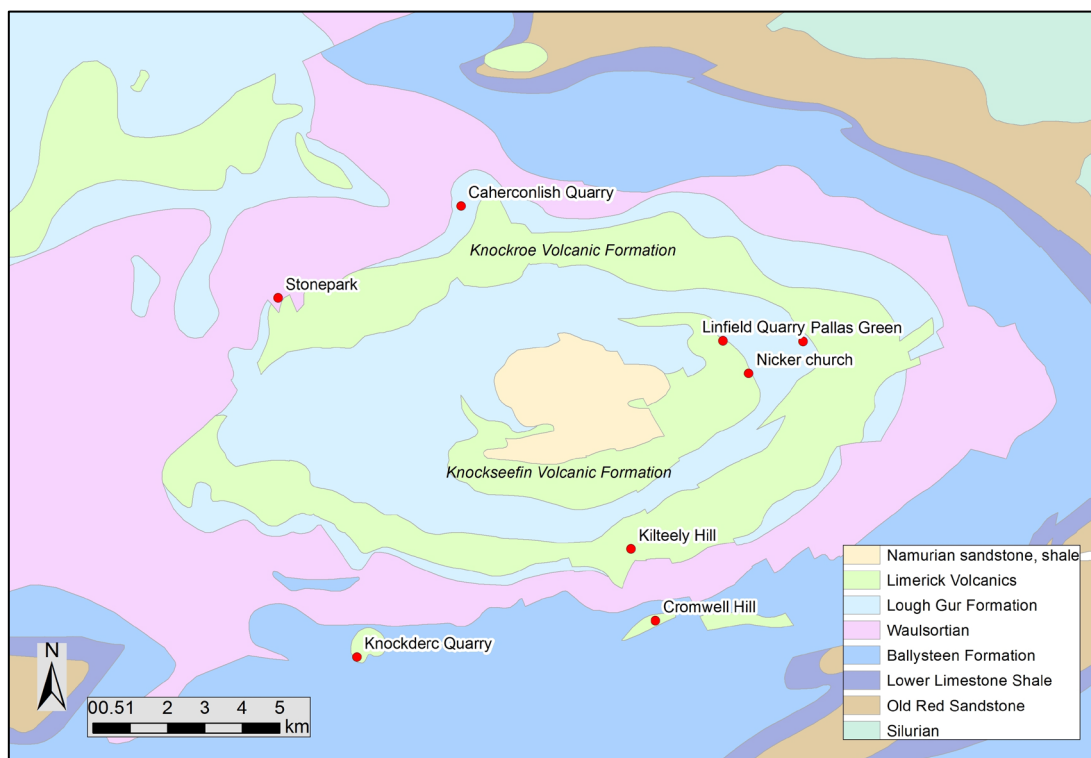 Caherconlish Quarry
Knockroe Volcanic Formation
Stonepark
Linfield Quarry
Pallas Green
Nicker church
Knockseefin Volcanic Formation
Kilteely Hill
Cromwell Hill
Knockderc Quarry
N
00.51 2 3 4 5
km
Namurian sandstone, shale
Limerick Volcanics
Lough Gur Formation
Waulsortian
Ballysteen Formation
Lower Limestone Shale
Old Red Sandstone
Silurian